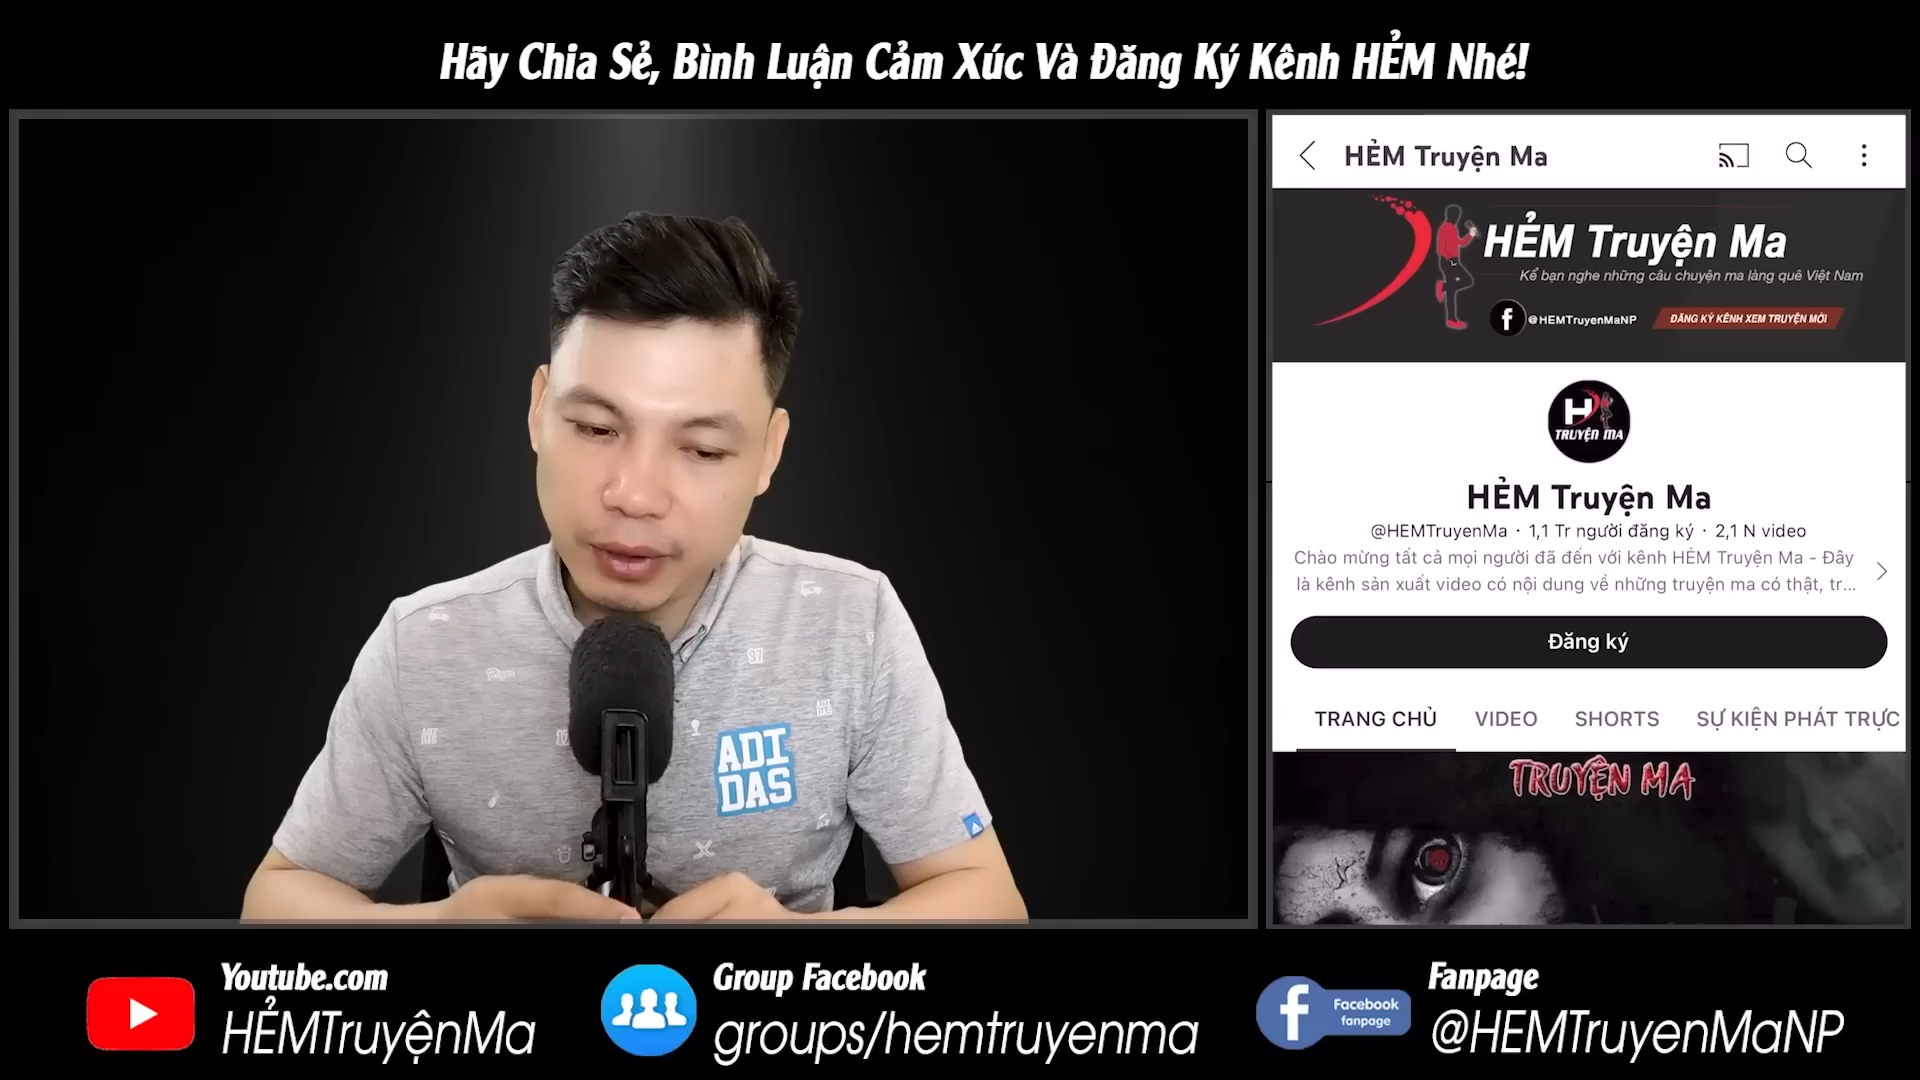 Hãy Chia Sẻ, Bình Luận Cảm Xúc Và Đăng Ký Kênh HẺM Nhé!
HẺM Truyện Ma
HẺM Truyện Ma
Kể bạn nghe những câu chuyện ma làng quê Việt Nam
@HEMTruyenMaNP
ĐĂNG KÝ KÊNH XEM TRUYỆN MỚI
H
TRUYỆN MA
HẺM Truyện Ma
@HEMTruyenMa · 1,1 Tr người đăng ký · 2,1 N video
Chào mừng tất cả mọi người đã đến với kênh HẺM Truyện Ma - Đây
là kênh sản xuất video có nội dung về những truyện ma có thật, tr...
Đăng ký
TRANG CHỦ VIDEO SHORTS SỰ KIỆN PHÁT TRỰC
TRUYỆN MA
ADI
DAS
Youtube.com
HẺMTruyệnMa
Group Facebook
groups/hemtruyenma
Facebook
fanpage
Fanpage
@HEMTruyenMaNP